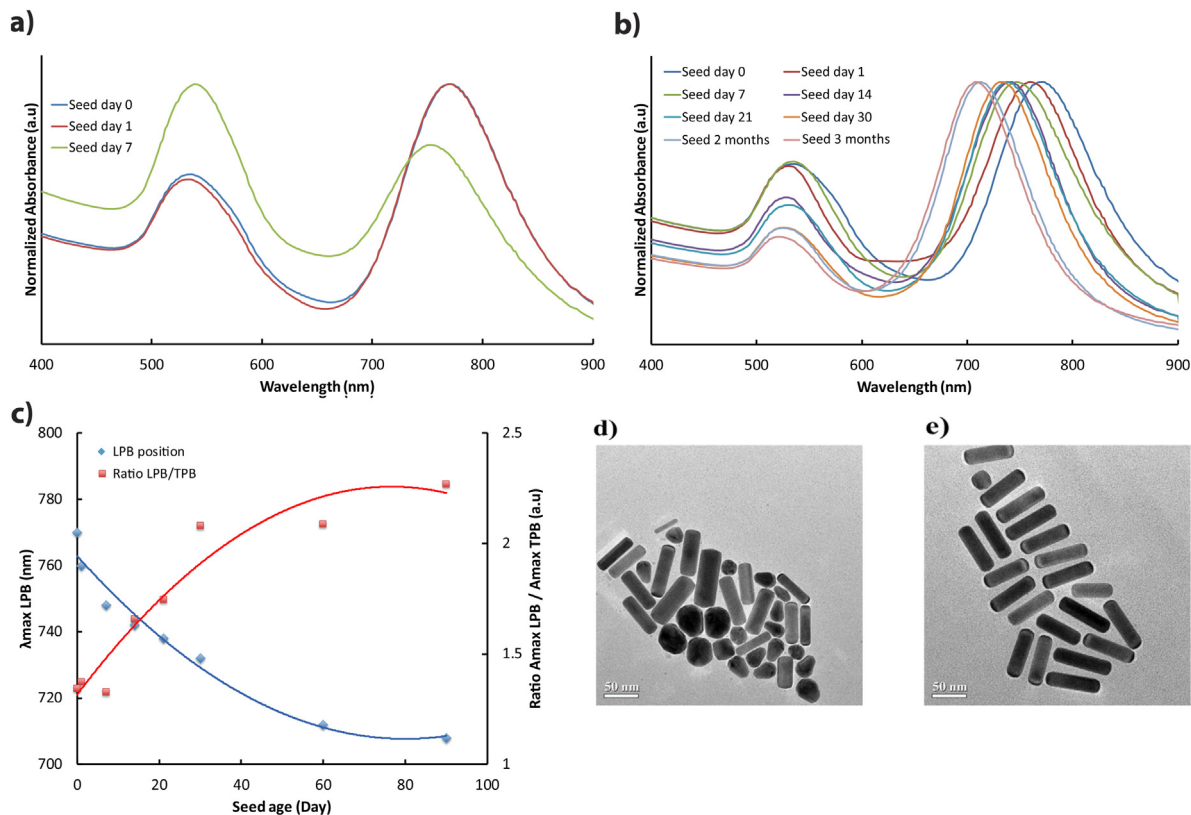 a)
Normalized Absorbance (a.u)
Seed day 0
Seed day 1
Seed day 7
400 500 600 700 800 900
Wavelength (nm)
b)
Normalized Absorbance (a.u)
Seed day 0 Seed day 1
Seed day 7 Seed day 14
Seed day 21 Seed day 30
Seed 2 months Seed 3 months
400 500 600 700 800 900
Wavelength (nm)
c)
λmax LPB (nm)
800
780
760
740
720
700
LPB position
Ratio LPB/TPB
2.5
2
1.5
1
Ratio Amax LPB / Amax TPB (a.u)
0 20 40 60 80 100
Seed age (Day)
d)
50 nm
e)
50 nm